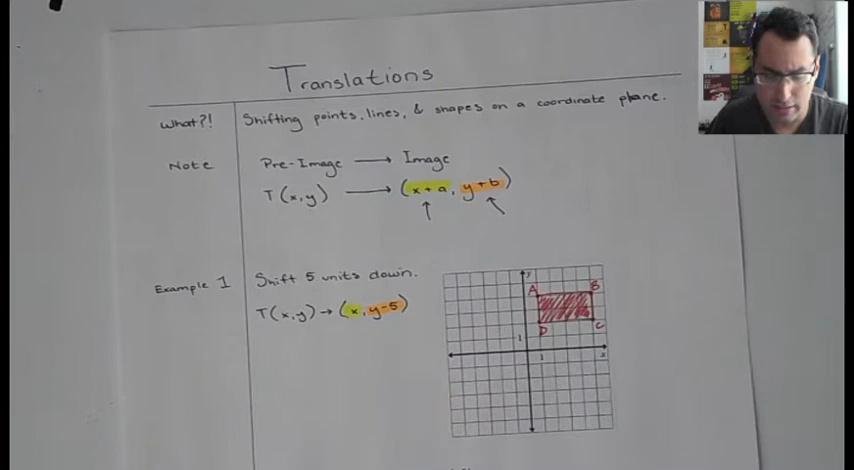 Translations
What?!
Shifting points, lines, & shapes on a coordinate plane.
Note
Pre-Image → Image
T(x,y) → (x+a, y+b)
Example 1
Shift 5 units down.
T(x,y) → (x, y-5)
y
A B
D C
1
1 x